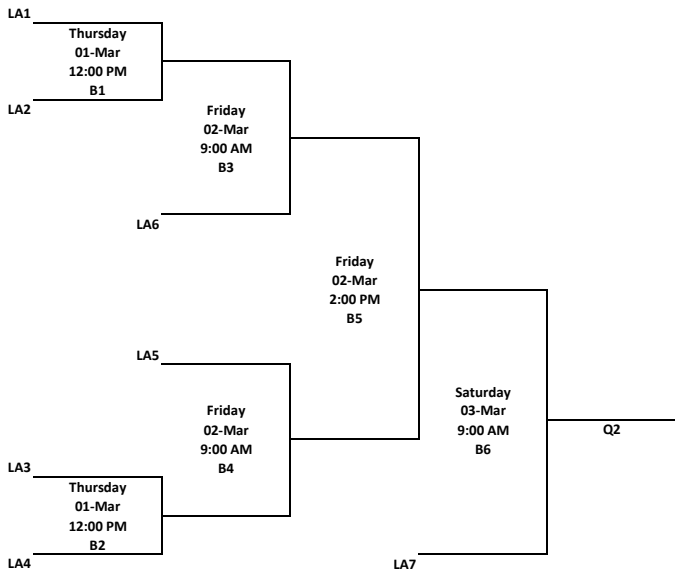 LA1
Thursday
01-Mar
12:00 PM
B1
LA2
Friday
02-Mar
9:00 AM
B3
LA6
Friday
02-Mar
2:00 PM
B5
LA5
Friday
02-Mar
9:00 AM
B4
Saturday
03-Mar
9:00 AM
B6
Q2
LA3
Thursday
01-Mar
12:00 PM
B2
LA4
LA7